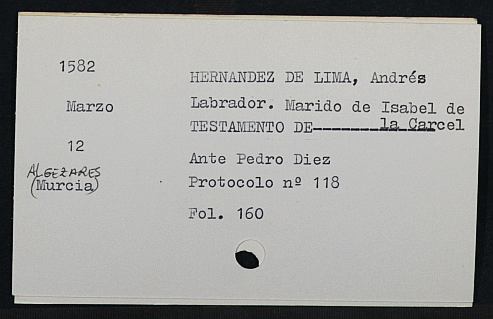 1582
Marzo
12
ALGEZARES
(Murcia)
HERNANDEZ DE LIMA, Andrés
Labrador. Marido de Isabel de
TESTAMENTO DE-------------- la Carcel
Ante Pedro Diez
Protocolo nº 118
Fol. 160